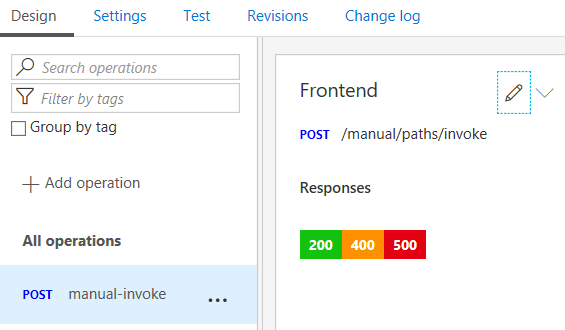 Design Settings Test Revisions Change log
Search operations
Filter by tags
Group by tag
Add operation
All operations
POST manual-invoke ...
Frontend
POST /manual/paths/invoke
Responses
200 400 500